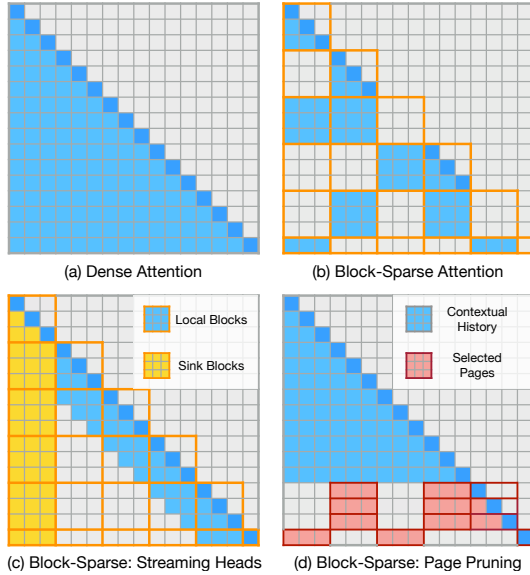 (a) Dense Attention
(b) Block-Sparse Attention
Local Blocks
Sink Blocks
(c) Block-Sparse: Streaming Heads
Contextual
History
Selected
Pages
(d) Block-Sparse: Page Pruning